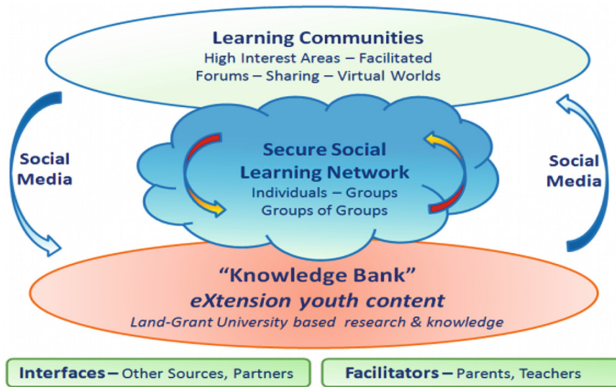 Learning Communities
High Interest Areas – Facilitated
Forums – Sharing – Virtual Worlds
Social
Media
Secure Social
Learning Network
Individuals – Groups
Groups of Groups
Social
Media
“Knowledge Bank”
eXtension youth content
Land-Grant University based research & knowledge
Interfaces – Other Sources, Partners
Facilitators – Parents, Teachers